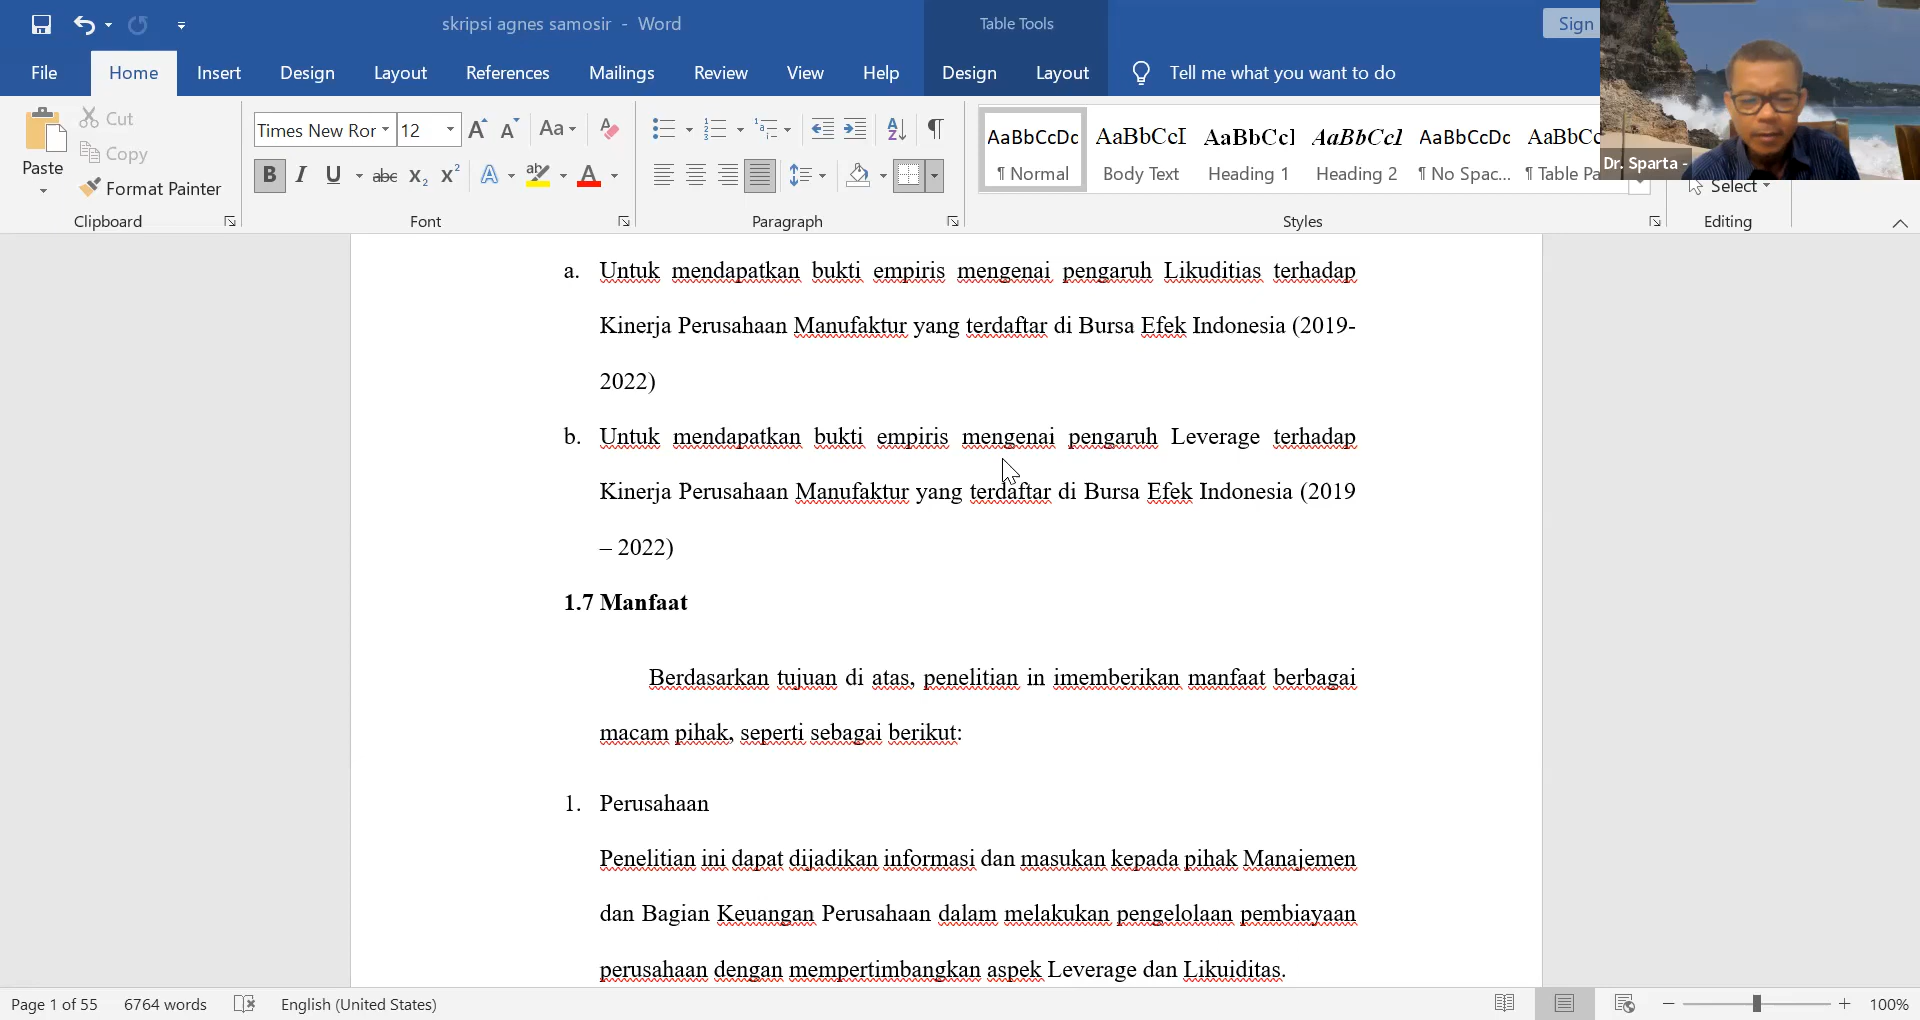 skripsi agnes samosir - Word
Table Tools
Sign
File Home Insert Design Layout References Mailings Review View Help Design Layout Tell me what you want to do
Cut
Copy
Paste
Format Painter
Times New Ror 12
AaBbCcDc AaBbCcI AaBbCcI AaBbCcI AaBbCcDc AaBbCc
¶ Normal Body Text Heading 1 Heading 2 ¶ No Spac... ¶ Table Pa
Dr. Sparta -
Select
Clipboard Font Paragraph Styles Editing
a. Untuk mendapatkan bukti empiris mengenai pengaruh Likuditias terhadap
Kinerja Perusahaan Manufaktur yang terdaftar di Bursa Efek Indonesia (2019-
2022)
b. Untuk mendapatkan bukti empiris mengenai pengaruh Leverage terhadap
Kinerja Perusahaan Manufaktur yang terdaftar di Bursa Efek Indonesia (2019
– 2022)
1.7 Manfaat
Berdasarkan tujuan di atas, penelitian in imemberikan manfaat berbagai
macam pihak, seperti sebagai berikut:
1. Perusahaan
Penelitian ini dapat dijadikan informasi dan masukan kepada pihak Manajemen
dan Bagian Keuangan Perusahaan dalam melakukan pengelolaan pembiayaan
perusahaan dengan mempertimbangkan aspek Leverage dan Likuiditas.
Page 1 of 55 6764 words English (United States) 100%